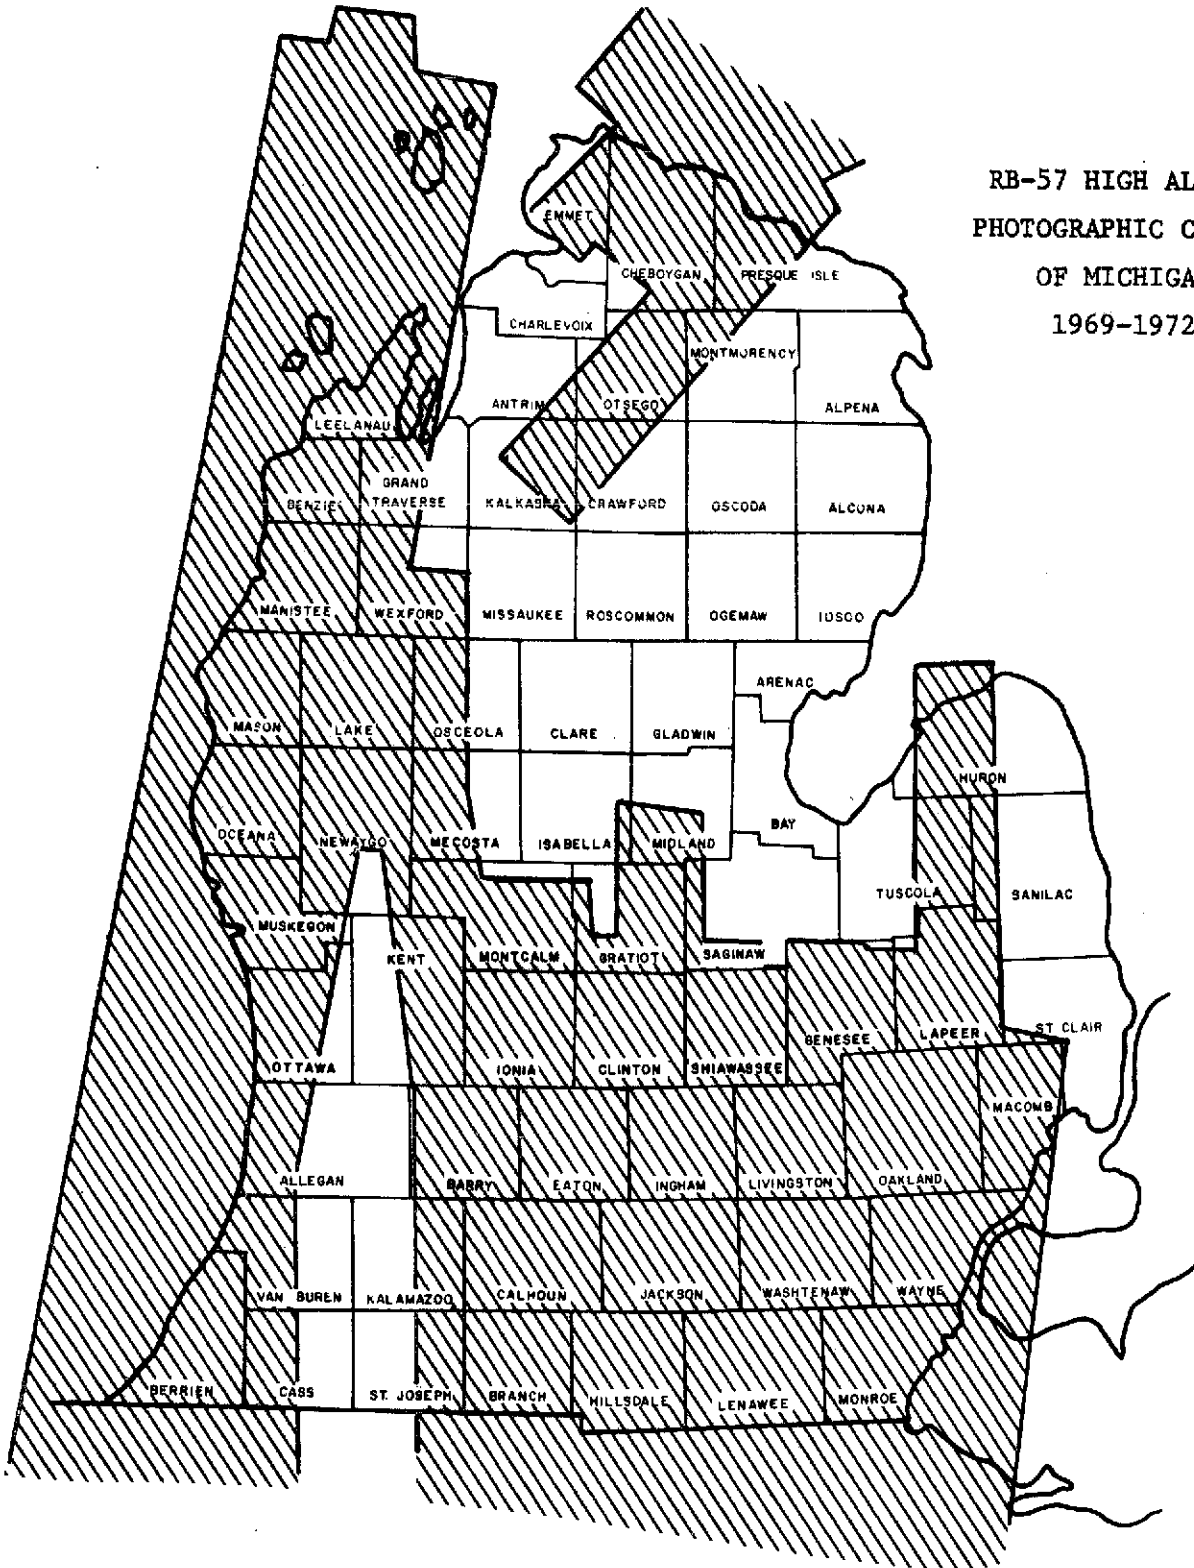 RB-57 HIGH AL
PHOTOGRAPHIC C
OF MICHIGA
1969-1972
EMMET
CHEBOYGAN
PRESQUE ISLE
CHARLEVOIX
MONTMORENCY
ANTRIM
OTSEGO
ALPENA
LEELANAU
GRAND
TRAVERSE
BENZIE
KALKASKA
CRAWFORD
OSCODA
ALCONA
MANISTEE
WEXFORD
MISSAUKEE
ROSCOMMON
OGEMAW
IOSCO
ARENAC
MASON
LAKE
OSCEOLA
CLARE
GLADWIN
HURON
BAY
OCEANA
NEWAYGO
MECOSTA
ISABELLA
MIDLAND
TUSCOLA
SANILAC
MUSKEGON
KENT
MONTCALM
GRATIOT
SAGINAW
ST CLAIR
OTTAWA
IONIA
CLINTON
SHIAWASSEE
GENESEE
LAPEER
MACOMB
ALLEGAN
BARRY
EATON
INGHAM
LIVINGSTON
OAKLAND
VAN BUREN
KALAMAZOO
CALHOUN
JACKSON
WASHTENAW
WAYNE
BERRIEN
CASS
ST. JOSEPH
BRANCH
HILLSDALE
LENAWEE
MONROE